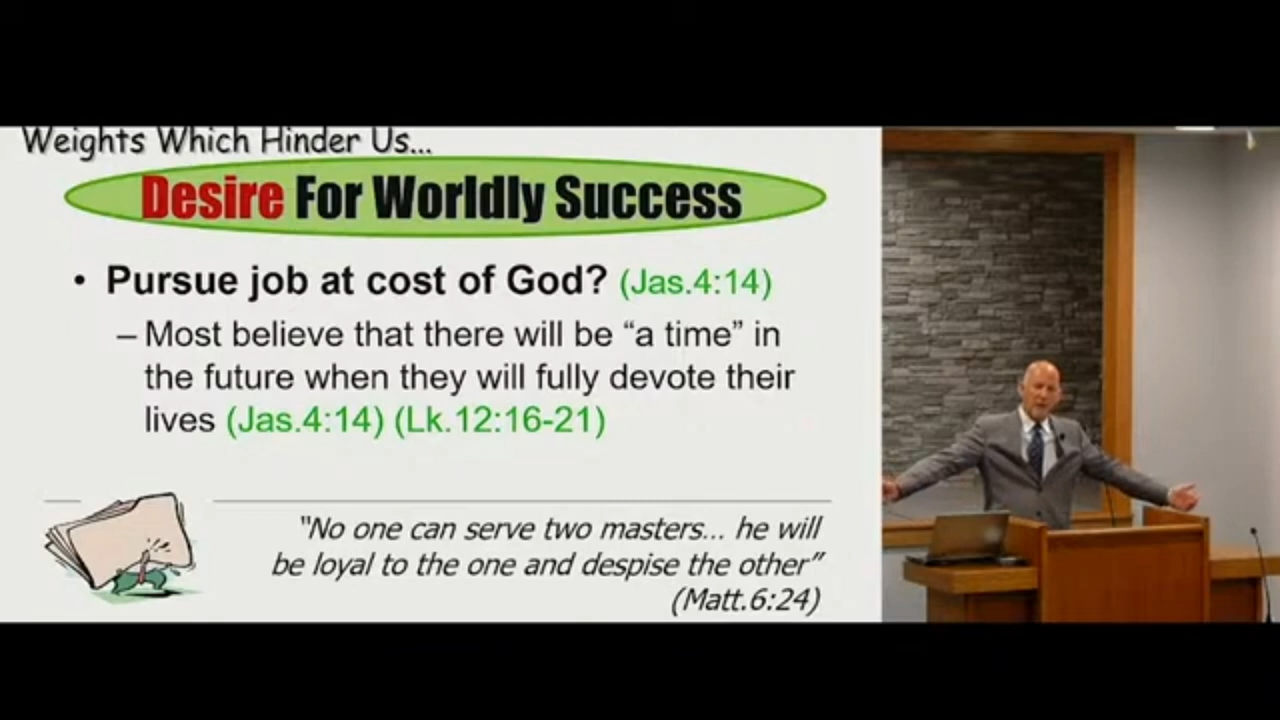 Weights Which Hinder Us...
Desire For Worldly Success
• Pursue job at cost of God? (Jas.4:14)
– Most believe that there will be “a time” in
the future when they will fully devote their
lives (Jas.4:14) (Lk.12:16-21)
"No one can serve two masters... he will
be loyal to the one and despise the other”
(Matt.6:24)